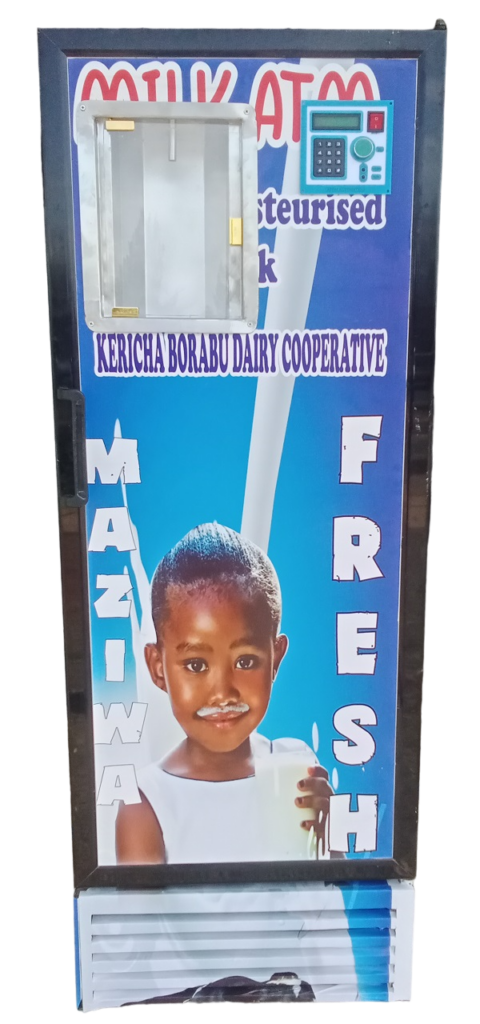 MILK ATM
steurised
k
KERICHA BORABU DAIRY COOPERATIVE
MAZIWA
FRESH